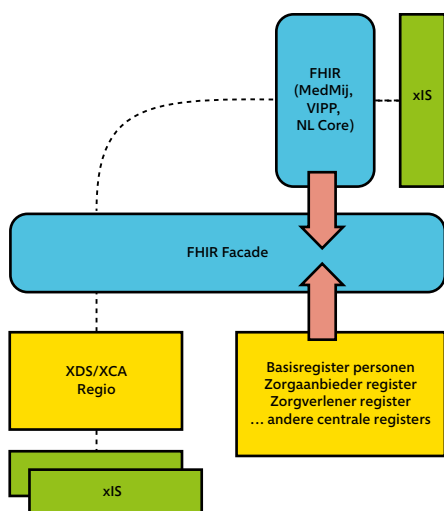 FHIR
(MedMij,
VIPP,
NL Core)
xIS
FHIR Facade
XDS/XCA
Regio
Basisregister personen
Zorgaanbieder register
Zorgverlener register
... andere centrale registers
xIS